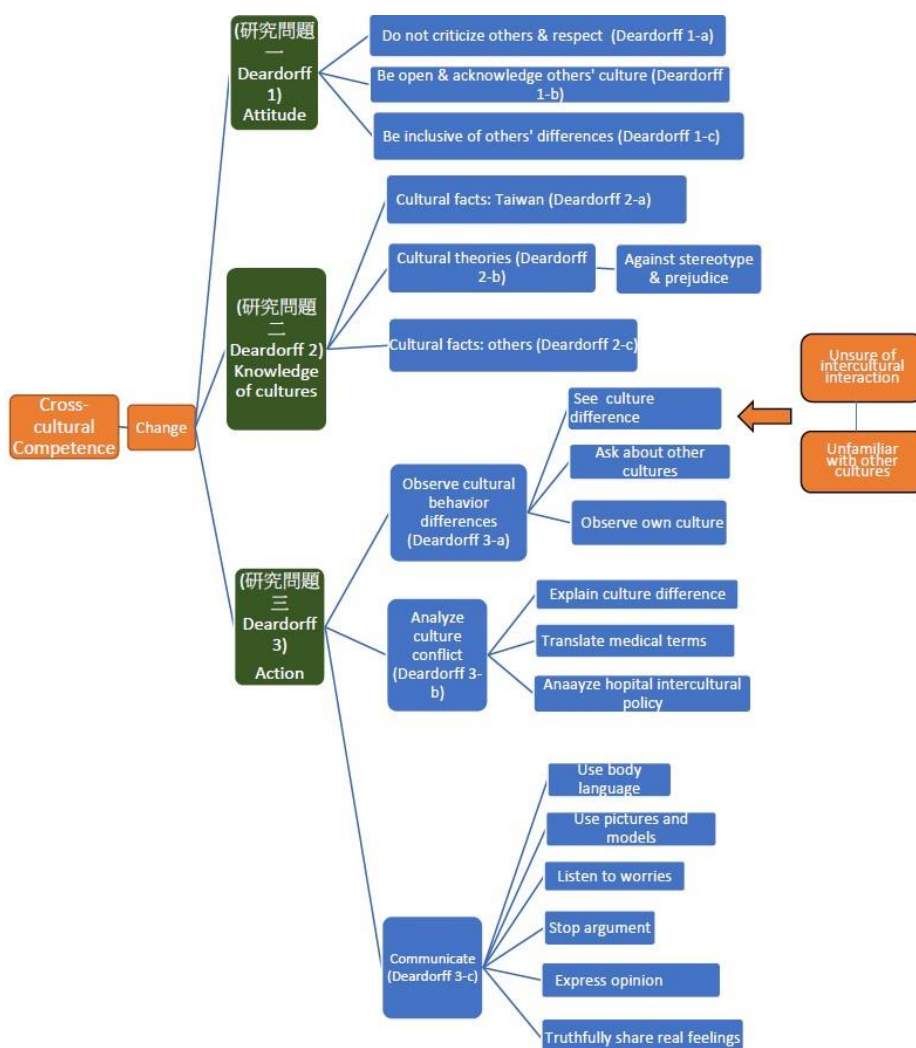 (研究問題
一
Deardorff
1)
Attitude
Do not criticize others & respect (Deardorff 1-a)
Be open & acknowledge others' culture (Deardorff
1-b)
Be inclusive of others' differences (Deardorff 1-c)
Cultural facts: Taiwan (Deardorff 2-a)
Cultural theories (Deardorff
2-b)
Against stereotype
& prejudice
(研究問題
二
Deardorff 2)
Knowledge
of cultures
Cultural facts: others (Deardorff 2-c)
Unsure of
intercultural
interaction
Unfamiliar
with other
cultures
Cross-
cultural
Competence
Change
See culture
difference
Ask about other
cultures
Observe own culture
Observe cultural
behavior
differences
(Deardorff 3-a)
(研究問題
三
Deardorff
3)
Action
Analyze
culture
conflict
(Deardorff 3-
b)
Explain culture difference
Translate medical terms
Anaayze hopital intercultural
policy
Use body
language
Use pictures and
models
Listen to worries
Stop argument
Communicate
(Deardorff 3-c)
Express opinion
Truthfully share real feelings